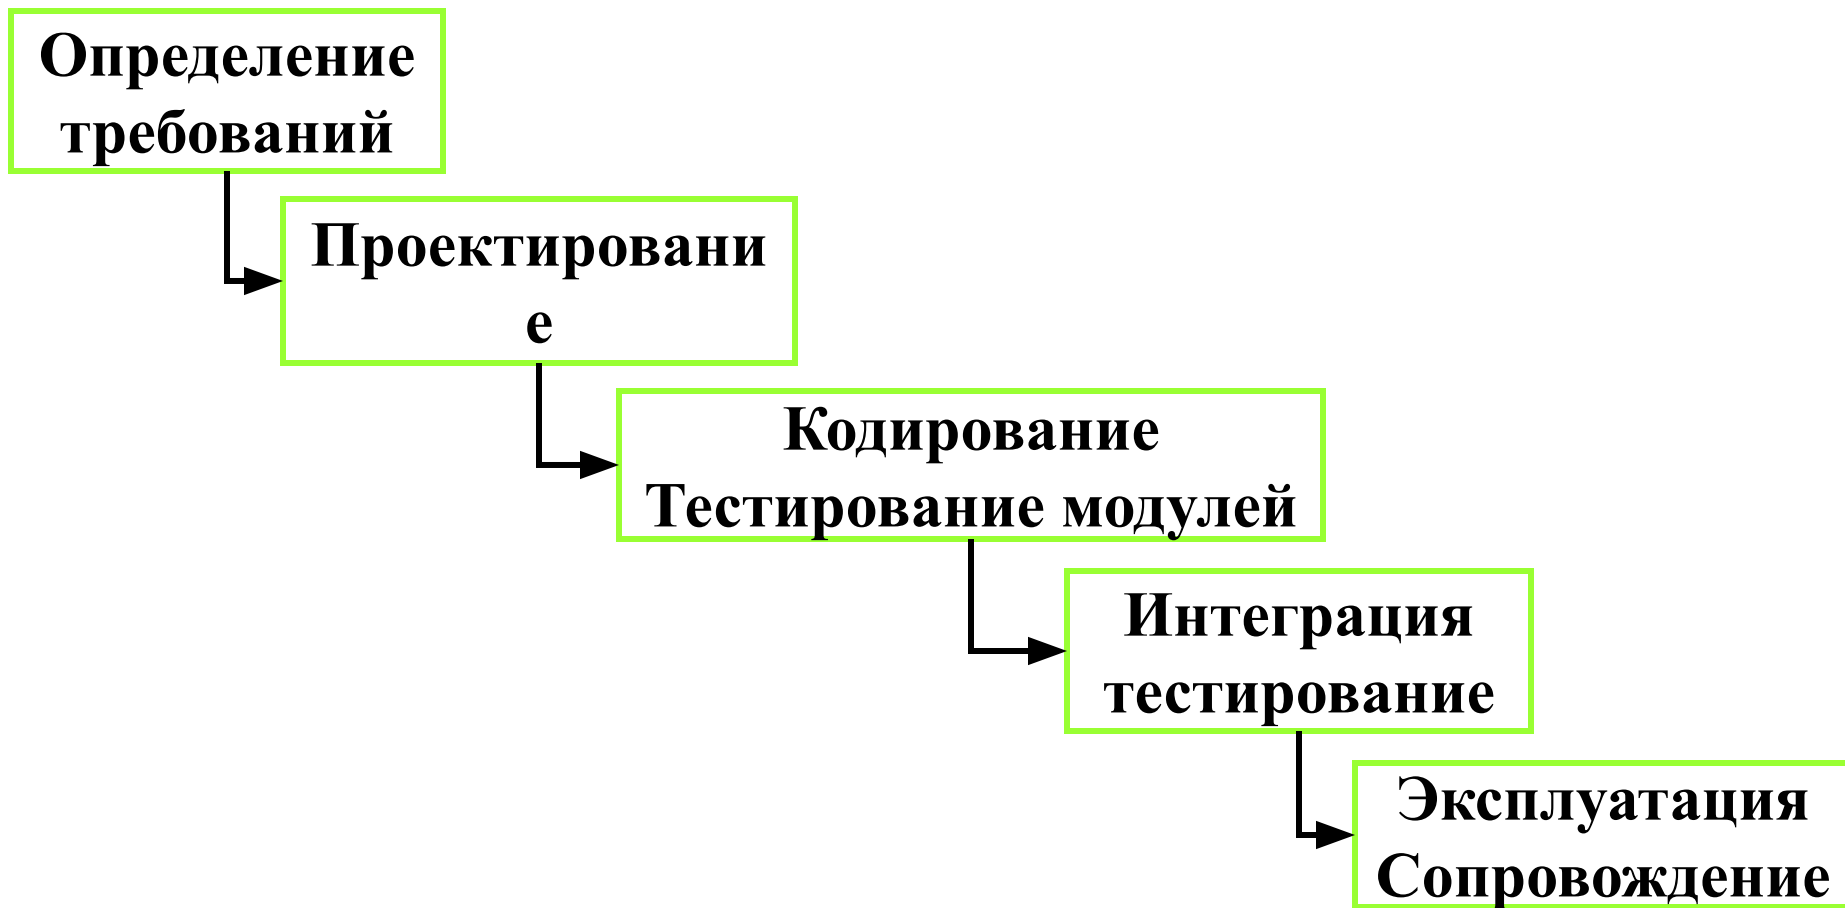 Определение
требований
Проектировани
е
Кодирование
Тестирование модулей
Интеграция
тестирование
Эксплуатация
Сопровождение